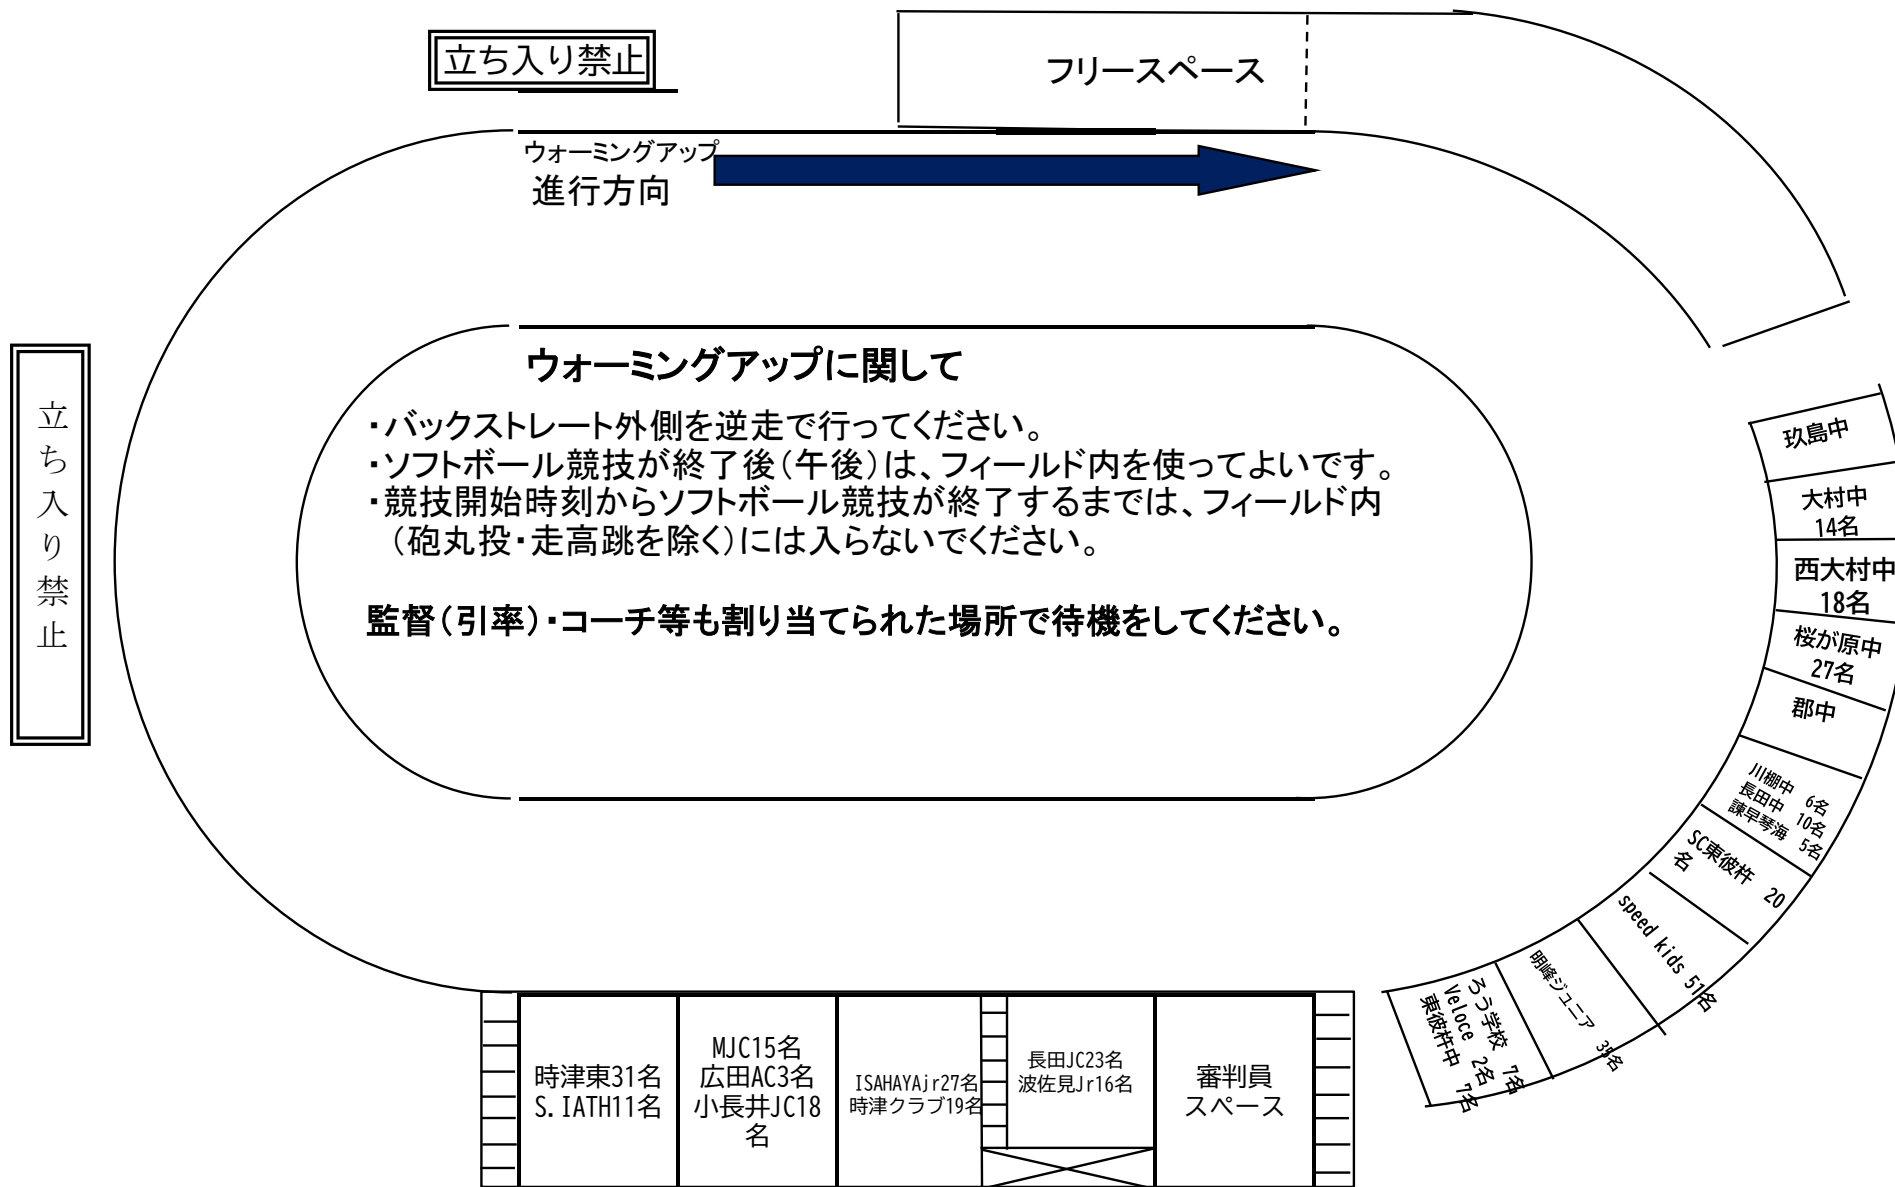 立ち入り禁止
フリースペース
ウォーミングアップ
進行方向
立ち入り禁止
ウォーミングアップに関して
・バックストレート外側を逆走で行ってください。
・ソフトボール競技が終了後(午後)は、フィールド内を使ってよいです。
・競技開始時刻からソフトボール競技が終了するまでは、フィールド内
(砲丸投・走高跳を除く)には入らないでください。
監督(引率)・コーチ等も割り当てられた場所で待機をしてください。
玖島中
大村中
14名
西大村中
18名
桜が原中
27名
郡中
川棚中 6名
長田中 10名
諫早琴海 5名
SC東彼杵 20
名
speed kids 51名
明峰ジュニア 35名
ろう学校 7名
Veloce 2名
東彼杵中 7名
時津東31名
S.IATH11名
MJC15名
広田AC3名
小長井JC18
名
ISAHAYAjr27名
時津クラブ19名
長田JC23名
波佐見Jr16名
審判員
スペース